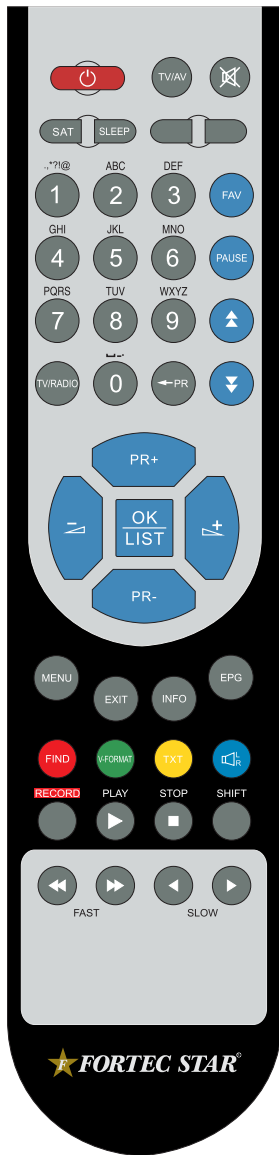 TV/AV
SAT SLEEP
.,*?!@ ABC DEF
1 2 3 FAV
GHI JKL MNO
4 5 6 PAUSE
PQRS TUV WXYZ
7 8 9
TV/RADIO 0 PR
PR+
- OK +
LIST
PR-
MENU EPG
EXIT INFO
FIND V-FORMAT TXT L
R
RECORD PLAY STOP SHIFT
FAST SLOW
F FORTEC STAR®